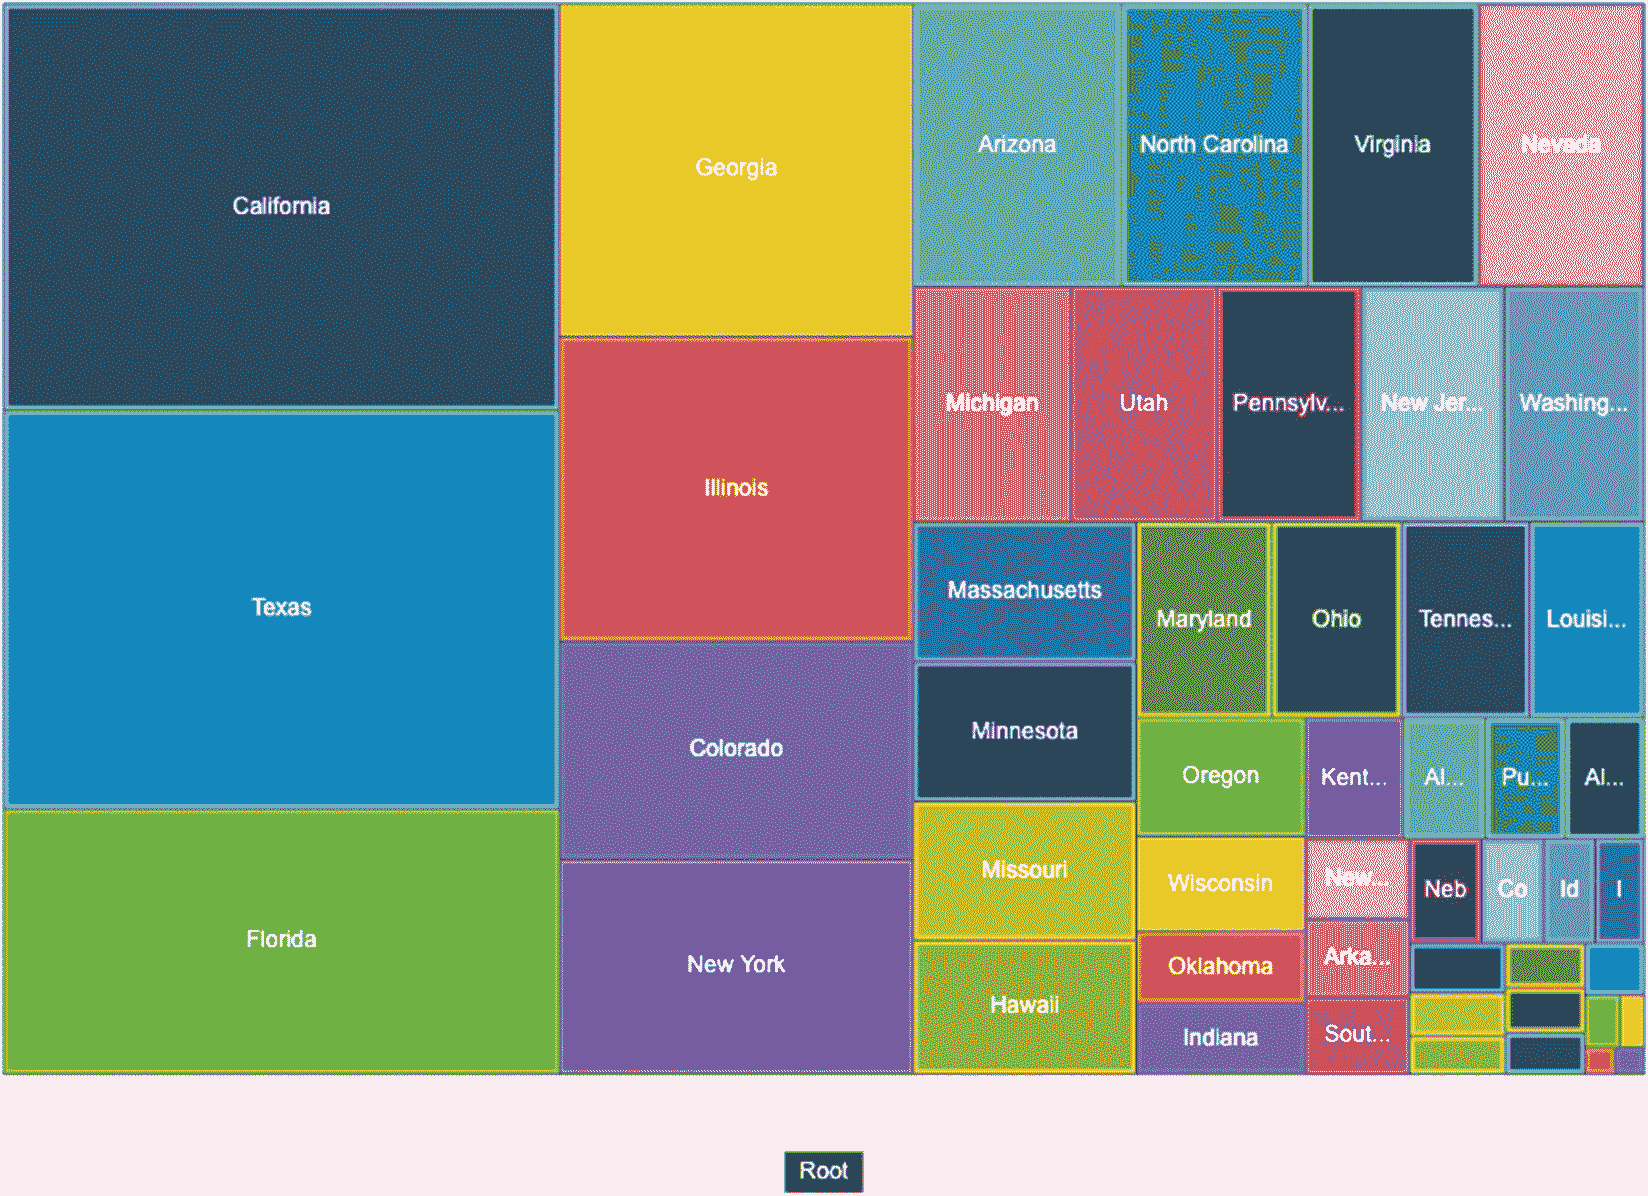 California
Texas
Florida
Georgia
Illinois
Colorado
New York
Arizona
North Carolina
Virginia
Nevada
Michigan
Utah
Pennsylv...
New Jer...
Washing...
Massachusetts
Minnesota
Missouri
Hawaii
Maryland
Ohio
Tennes...
Louisi...
Oregon
Wisconsin
Oklahoma
Indiana
Kent...
Al...
Pu...
Al...
New...
Arka...
Sout...
Neb
Co
Id
I
Root